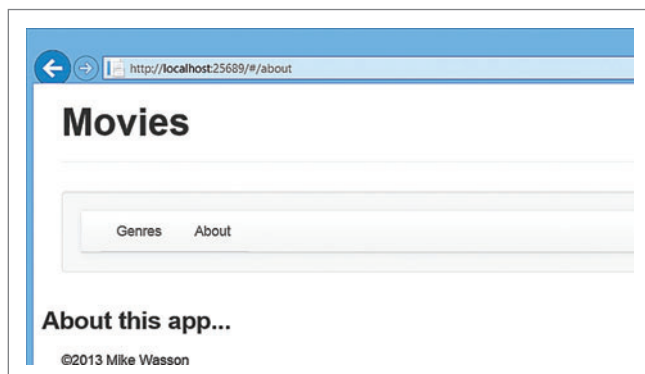 http://localhost:25689/#/about
Movies
Genres About
About this app...
©2013 Mike Wasson